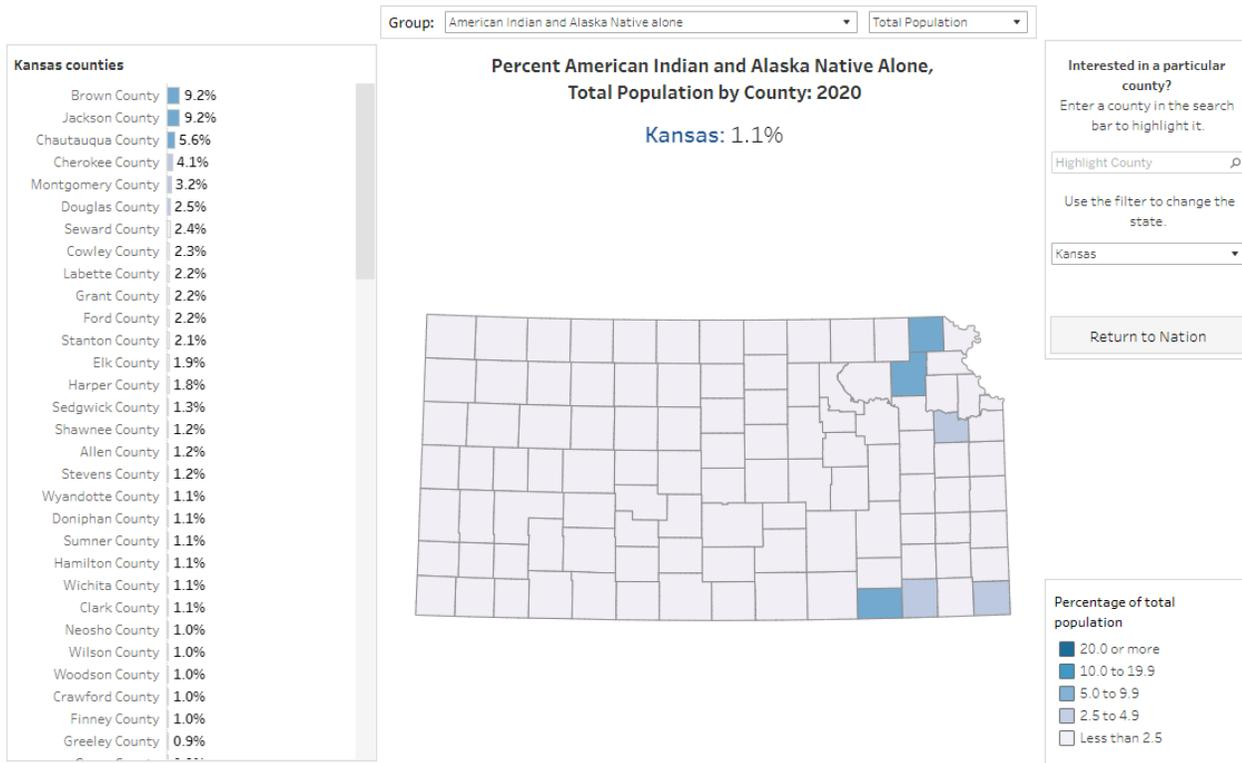 Group: American Indian and Alaska Native alone Total Population
Kansas counties
Brown County 9.2%
Jackson County 9.2%
Chautauqua County 5.6%
Cherokee County 4.1%
Montgomery County 3.2%
Douglas County 2.5%
Seward County 2.4%
Cowley County 2.3%
Labette County 2.2%
Grant County 2.2%
Ford County 2.2%
Stanton County 2.1%
Elk County 1.9%
Harper County 1.8%
Sedgwick County 1.3%
Shawnee County 1.2%
Allen County 1.2%
Stevens County 1.2%
Wyandotte County 1.1%
Doniphan County 1.1%
Sumner County 1.1%
Hamilton County 1.1%
Wichita County 1.1%
Clark County 1.1%
Neosho County 1.0%
Wilson County 1.0%
Woodson County 1.0%
Crawford County 1.0%
Finney County 1.0%
Greeley County 0.9%
Percent American Indian and Alaska Native Alone,
Total Population by County: 2020
Kansas: 1.1%
Interested in a particular
county?
Enter a county in the search
bar to highlight it.
Highlight County
Use the filter to change the
state.
Kansas
Return to Nation
Percentage of total
population
20.0 or more
10.0 to 19.9
5.0 to 9.9
2.5 to 4.9
Less than 2.5